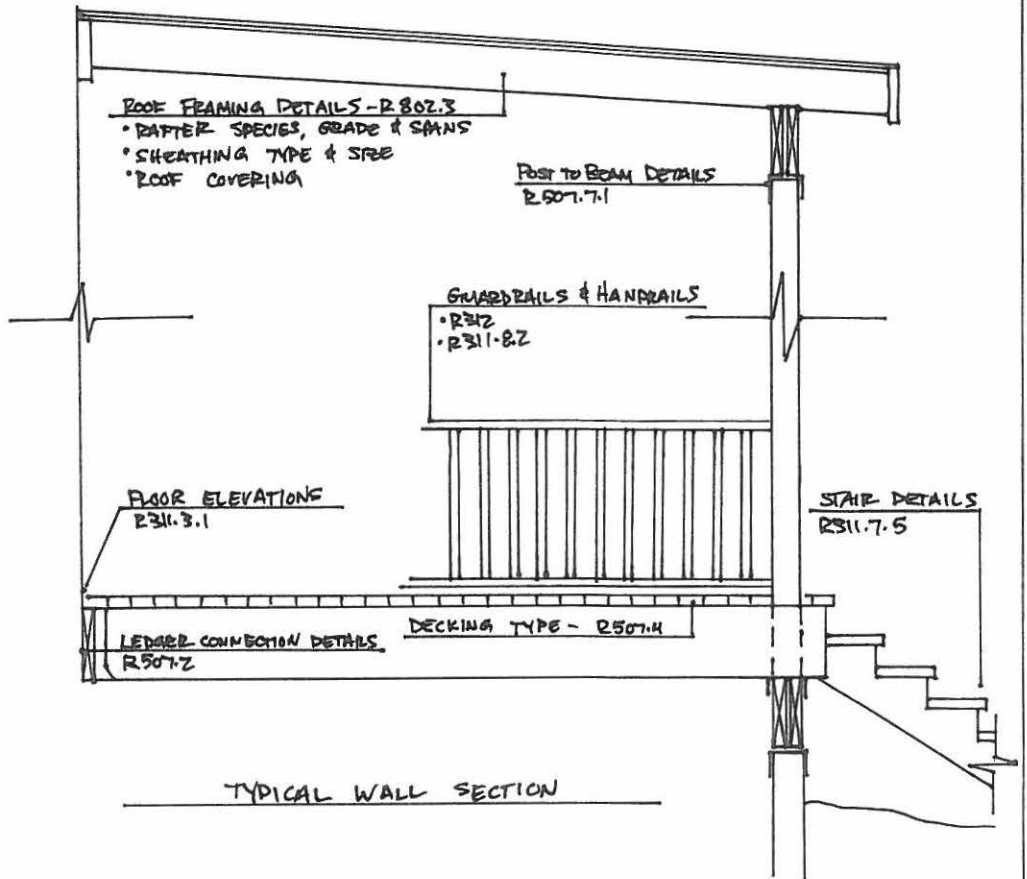 ROOF FRAMING DETAILS - R802.3
• RAFTER SPECIES, GRADE & SPANS
• SHEATHING TYPE & SIZE
• ROOF COVERING
POST TO BEAM DETAILS
R507.7.1
GUARDRAILS & HANDRAILS
• R312
• R311.8.2
FLOOR ELEVATIONS
R311.3.1
STAIR DETAILS
R311.7.5
LEDGER CONNECTION DETAILS
R507.2
DECKING TYPE - R507.4
TYPICAL WALL SECTION